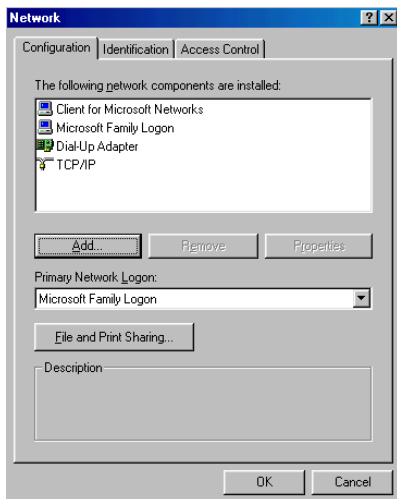 Network
Configuration Identification Access Control
The following network components are installed:
Client for Microsoft Networks
Microsoft Family Logon
Dial-Up Adapter
TCP/IP
Add... Remove Properties
Primary Network Logon:
Microsoft Family Logon
File and Print Sharing...
Description
OK Cancel